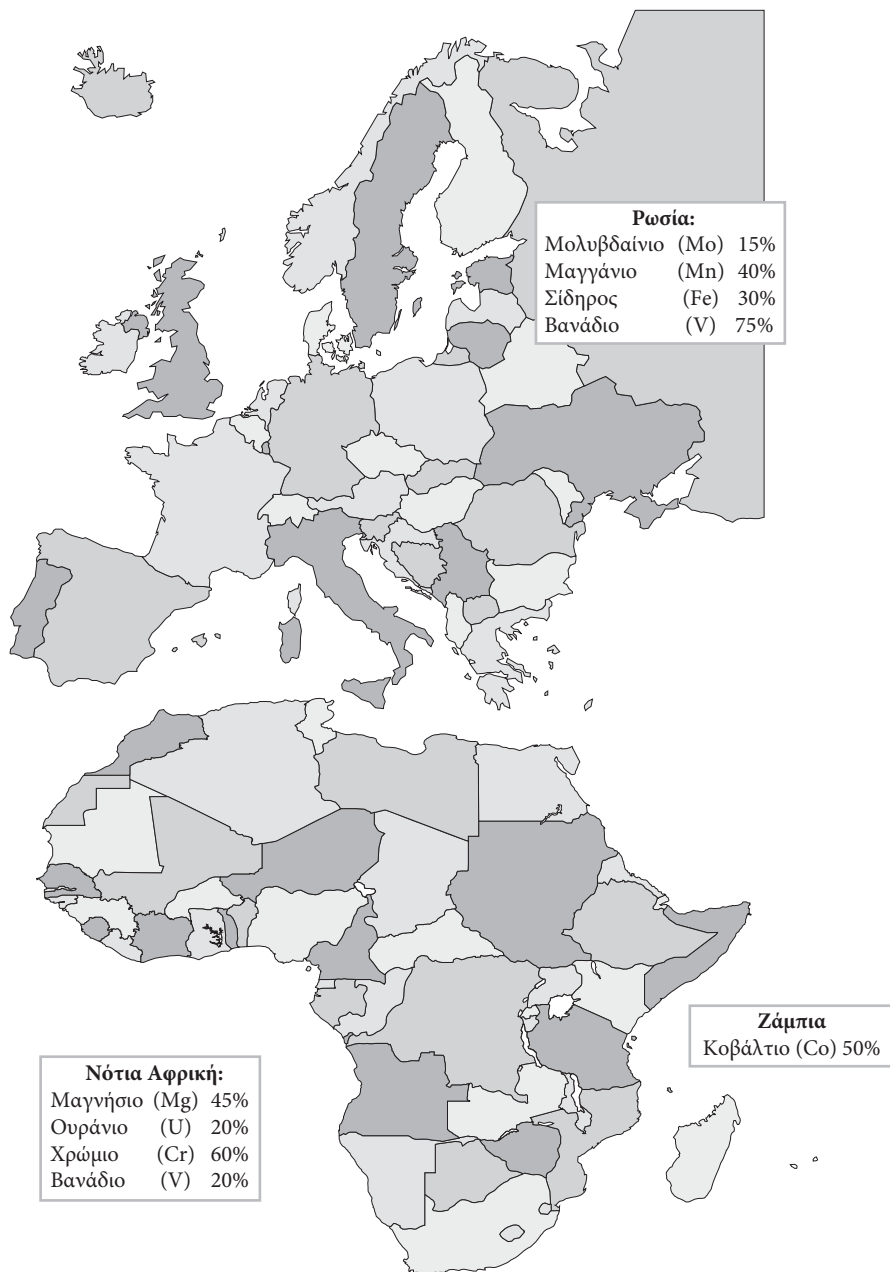 Ρωσία:
Μολυβδαίνιο (Mo) 15%
Μαγγάνιο (Mn) 40%
Σίδηρος (Fe) 30%
Βανάδιο (V) 75%
Ζάμπια
Κοβάλτιο (Co) 50%
Νότια Αφρική:
Μαγνήσιο (Mg) 45%
Ουράνιο (U) 20%
Χρώμιο (Cr) 60%
Βανάδιο (V) 20%